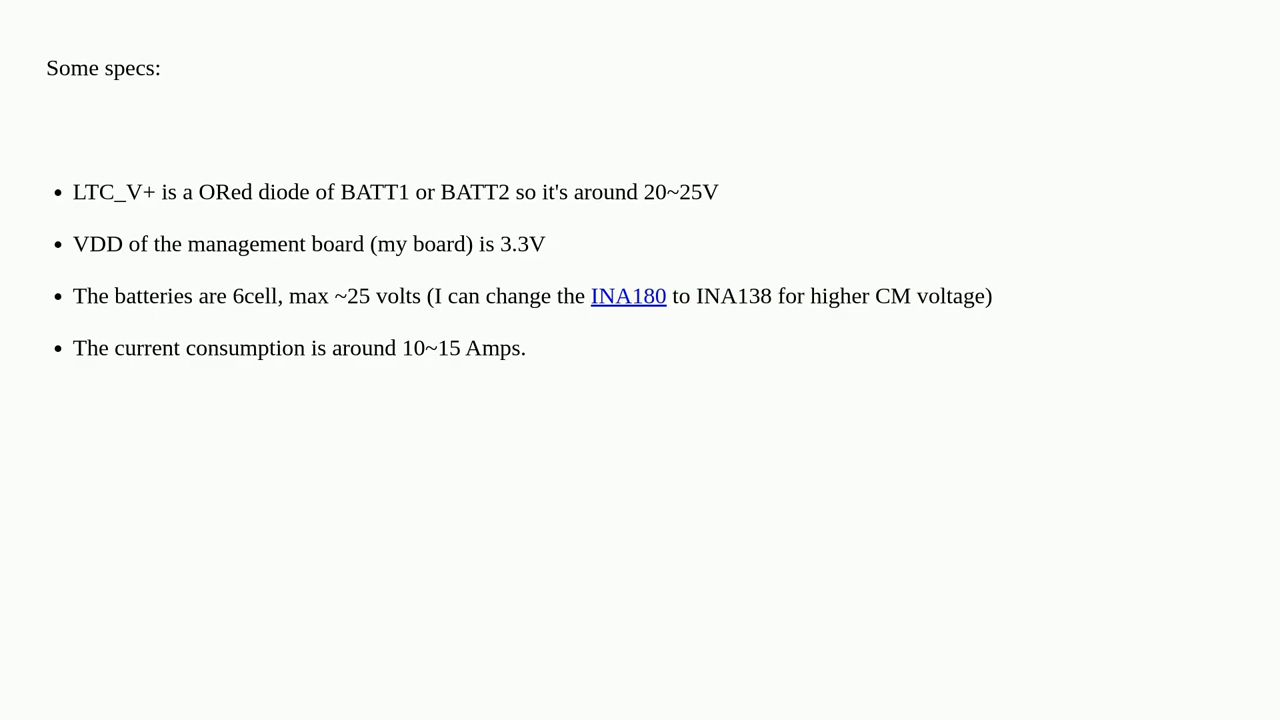 Some specs:
LTC_V+ is a ORed diode of BATT1 or BATT2 so it's around 20~25V
VDD of the management board (my board) is 3.3V
The batteries are 6cell, max ~25 volts (I can change the INA180 to INA138 for higher CM voltage)
The current consumption is around 10~15 Amps.